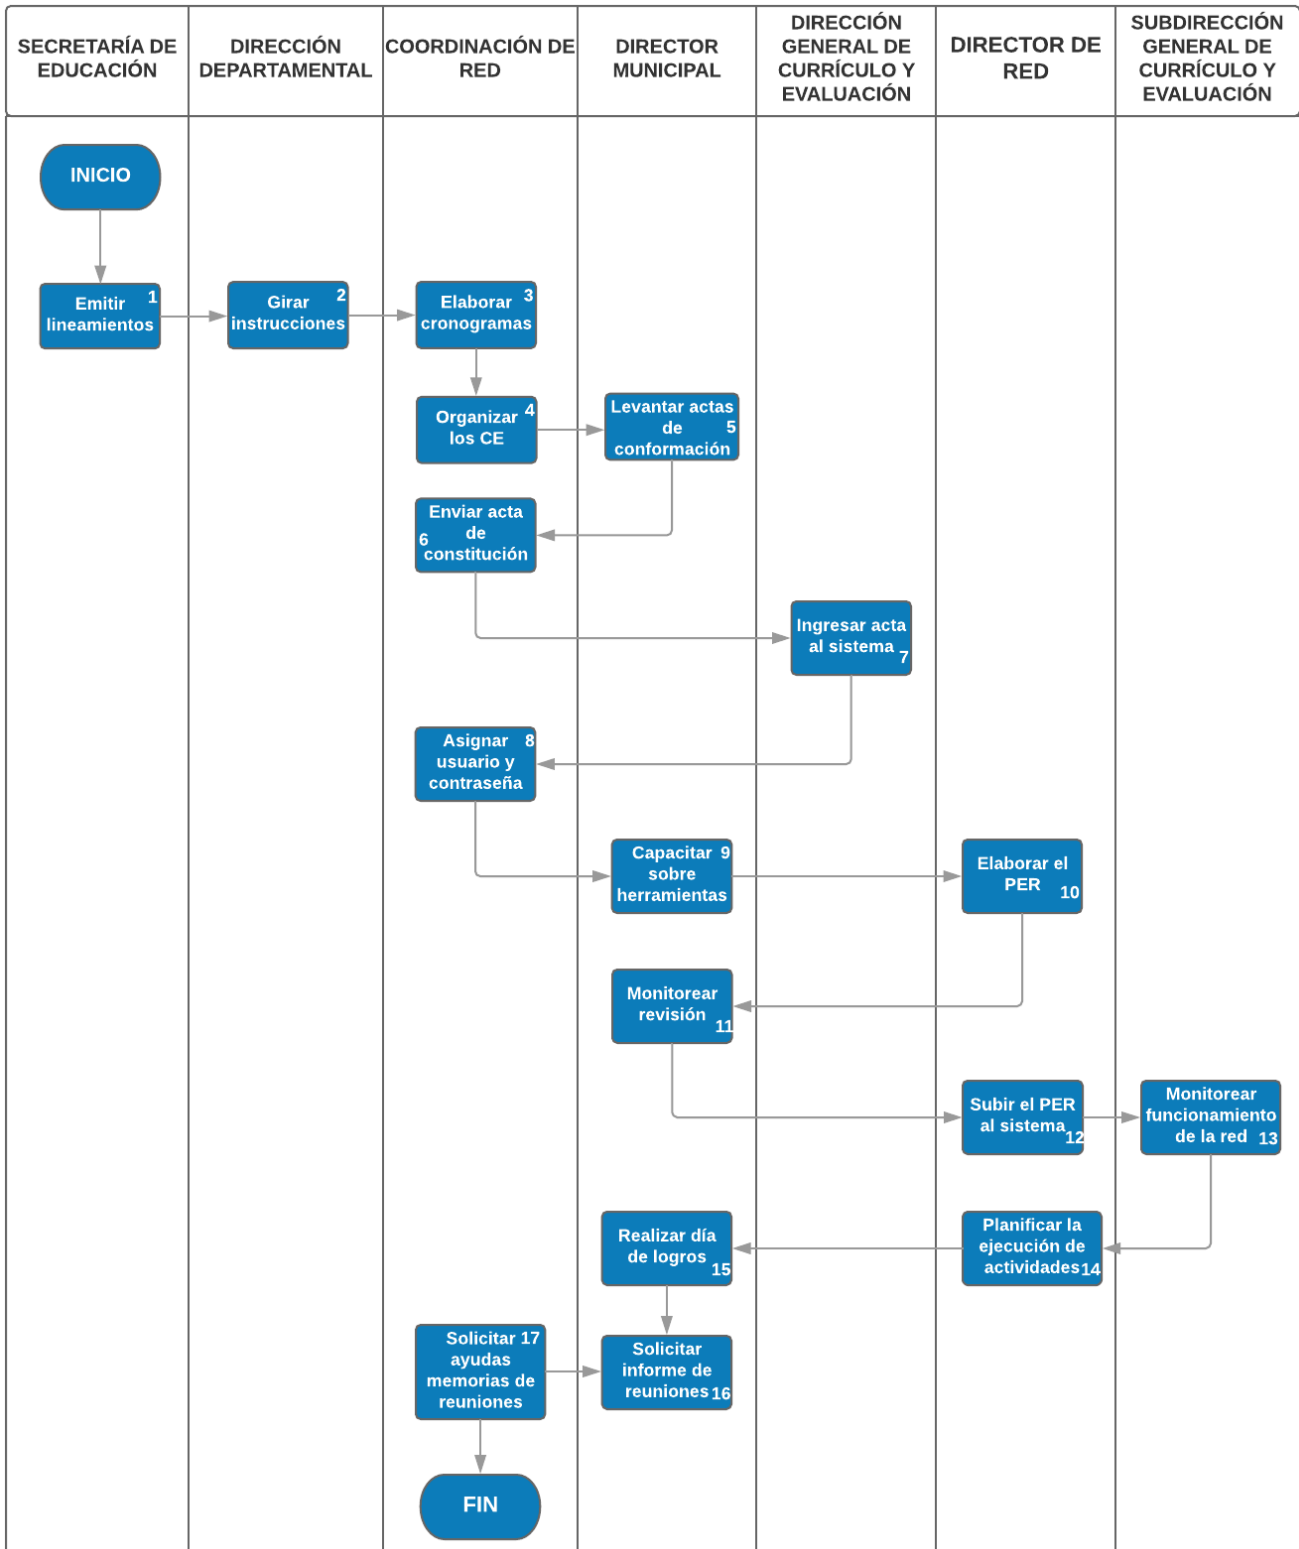 SECRETARÍA DE
EDUCACIÓN
DIRECCIÓN
DEPARTAMENTAL
COORDINACIÓN DE
RED
DIRECTOR
MUNICIPAL
DIRECCIÓN
GENERAL DE
CURRÍCULO Y
EVALUACIÓN
DIRECTOR DE
RED
SUBDIRECCIÓN
GENERAL DE
CURRÍCULO Y
EVALUACIÓN
INICIO
Emitir 1
lineamientos
Girar 2
instrucciones
Elaborar 3
cronogramas
Organizar 4
los CE
Levantar actas
de 5
conformación
Enviar acta
de
6
constitución
Ingresar acta
al sistema 7
Asignar 8
usuario y
contraseña
Capacitar 9
sobre
herramientas
Elaborar el
PER 10
Monitorear
revisión
11
Subir el PER
al sistema 12
Monitorear
funcionamiento
de la red 13
Planificar la
ejecución de
actividades 14
Realizar día
de logros
15
Solicitar
informe de
reuniones 16
Solicitar 17
ayudas
memorias de
reuniones
FIN